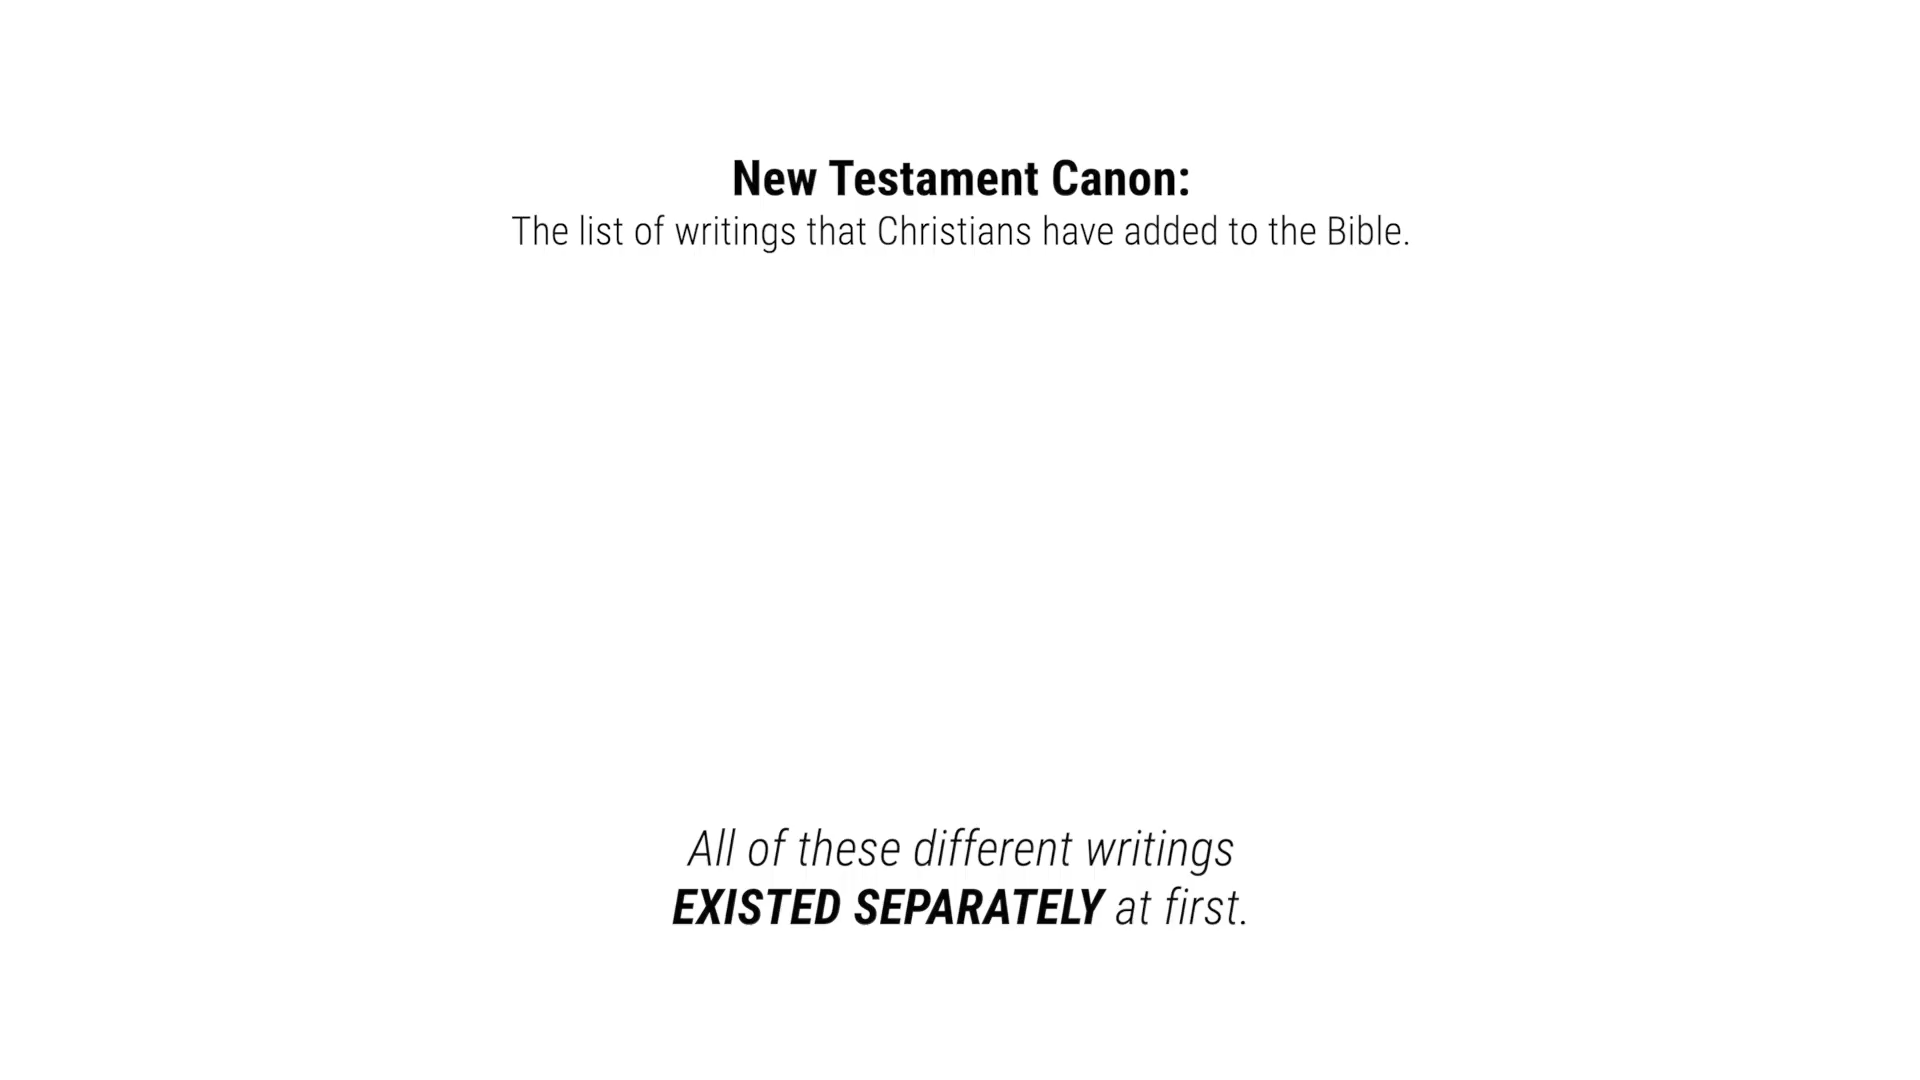 New Testament Canon:
The list of writings that Christians have added to the Bible.
All of these different writings
EXISTED SEPARATELY at first.